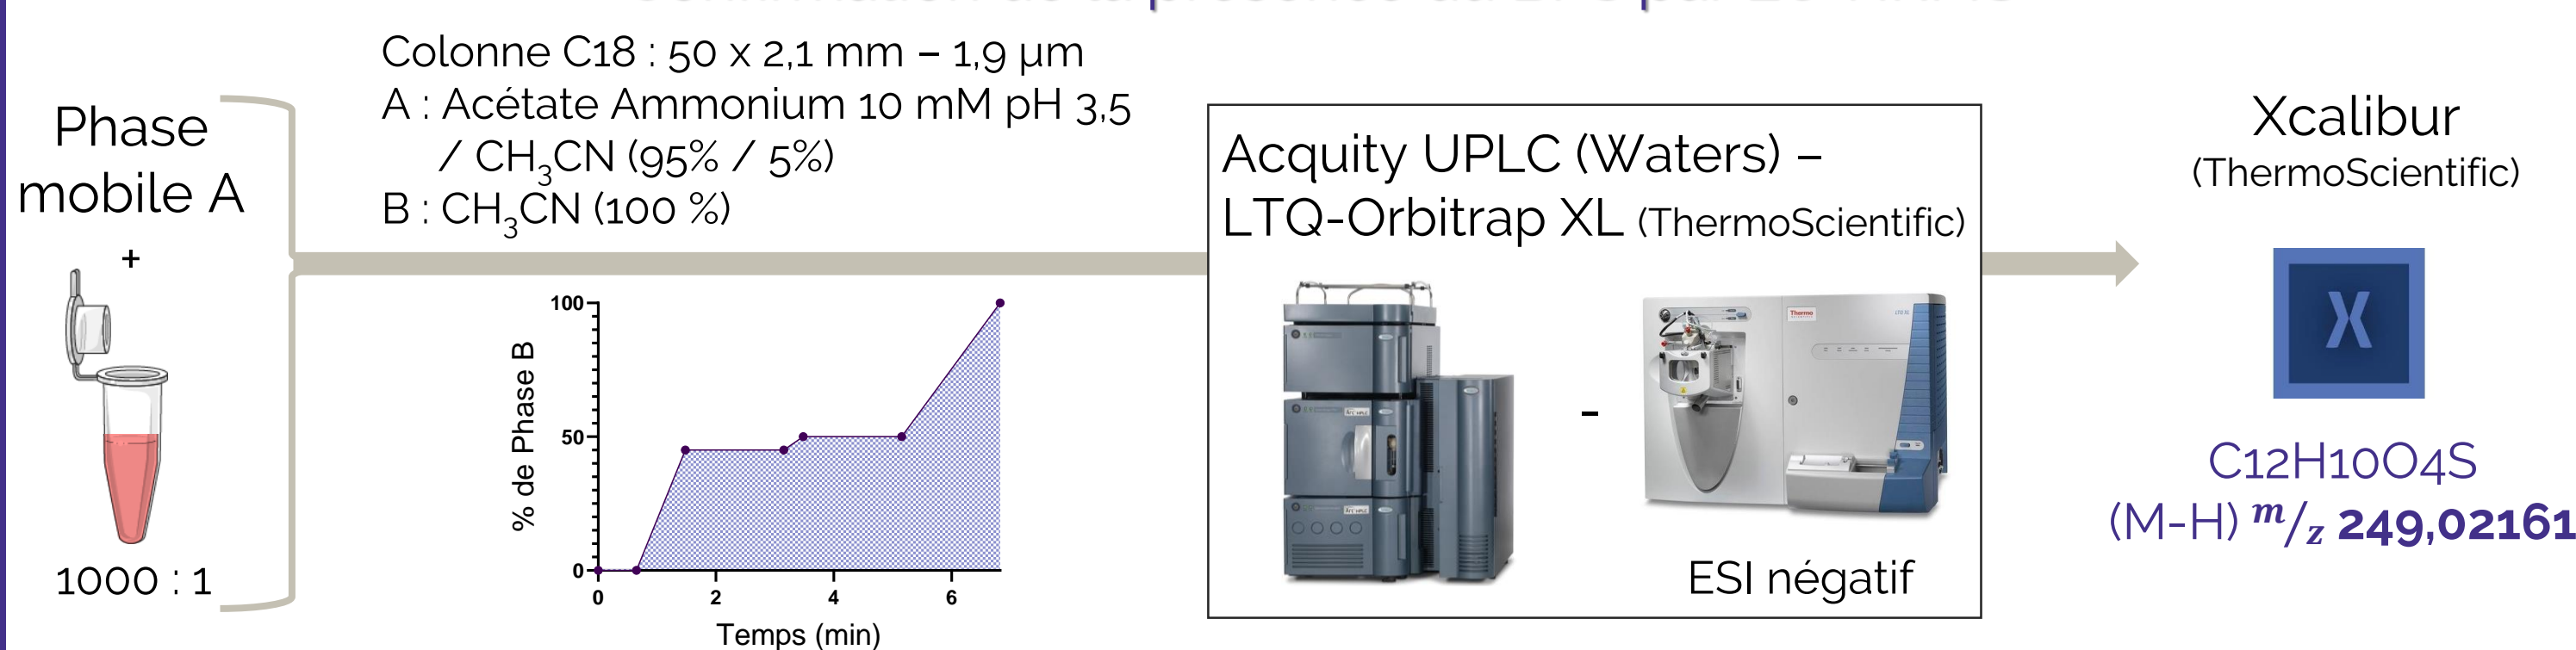 Phase
mobile A
+
1000 : 1
Colonne C18 : 50 x 2,1 mm – 1,9 µm
A : Acétate Ammonium 10 mM pH 3,5
/ CH₃CN (95% / 5%)
B : CH₃CN (100 %)
100
50
0
% de Phase B
0 2 4 6
Temps (min)
Acquity UPLC (Waters) –
LTQ-Orbitrap XL (ThermoScientific)
-
Thermo
ESI négatif
Xcalibur
(ThermoScientific)
X
C12H10O4S
(M-H) m/z 249,02161